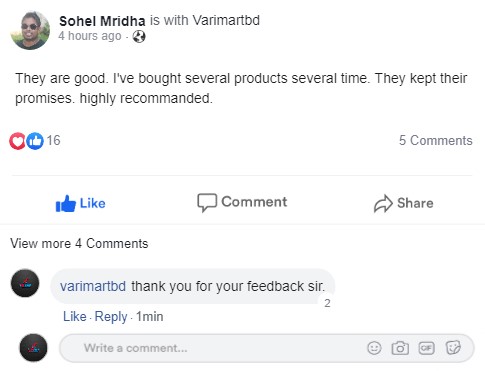 Sohel Mridha is with Varimartbd
4 hours ago ·
They are good. I've bought several products several time. They kept their
promises. highly recommanded.
16
5 Comments
Like
Comment
Share
View more 4 Comments
varimartbd thank you for your feedback sir.
2
Like · Reply · 1min
Write a comment...
GIF